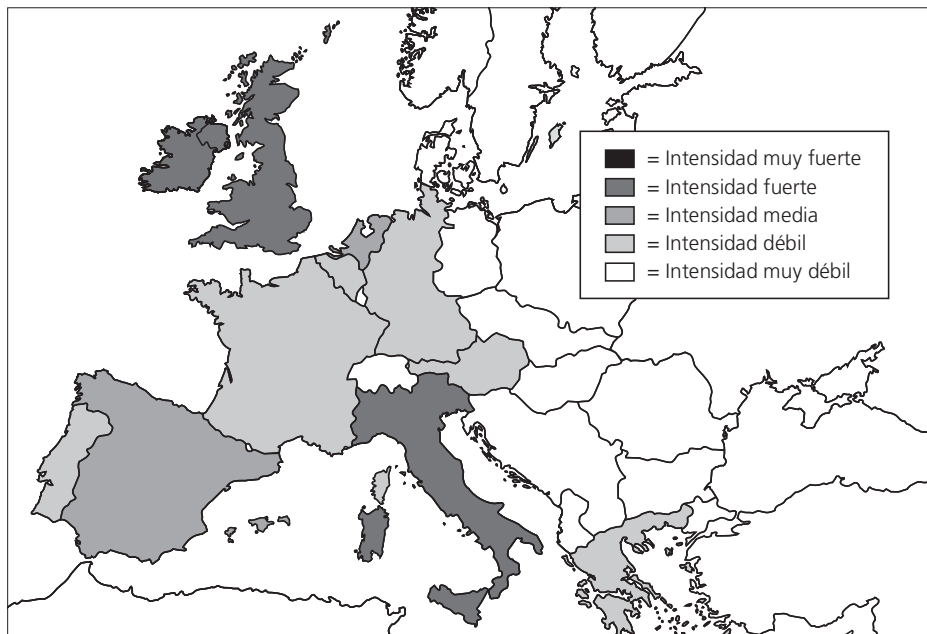 = Intensidad muy fuerte
= Intensidad fuerte
= Intensidad media
= Intensidad débil
= Intensidad muy débil